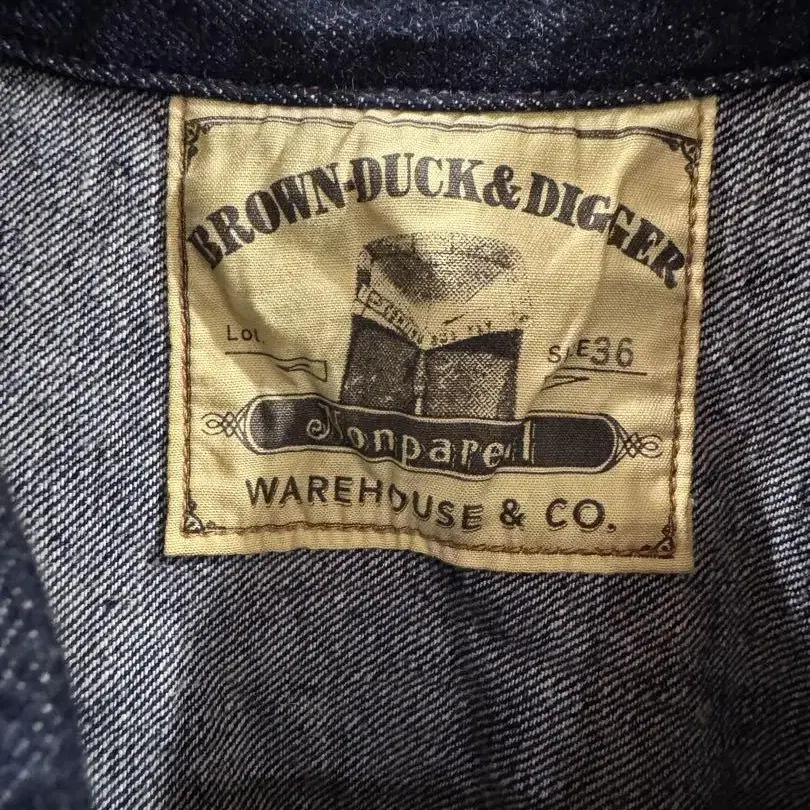 BROWN-DUCK & DIGGER
Lot.
SIZE 36
Nonpareil
WAREHOUSE & CO.